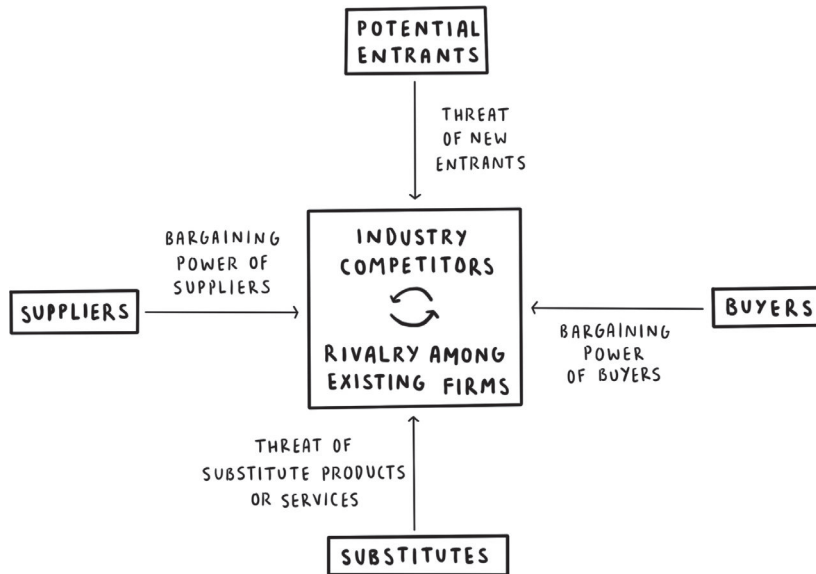 POTENTIAL
ENTRANTS
THREAT
OF NEW
ENTRANTS
BARGAINING
POWER OF
SUPPLIERS
SUPPLIERS
INDUSTRY
COMPETITORS
RIVALRY AMONG
EXISTING FIRMS
BUYERS
BARGAINING
POWER
OF BUYERS
THREAT OF
SUBSTITUTE PRODUCTS
OR SERVICES
SUBSTITUTES